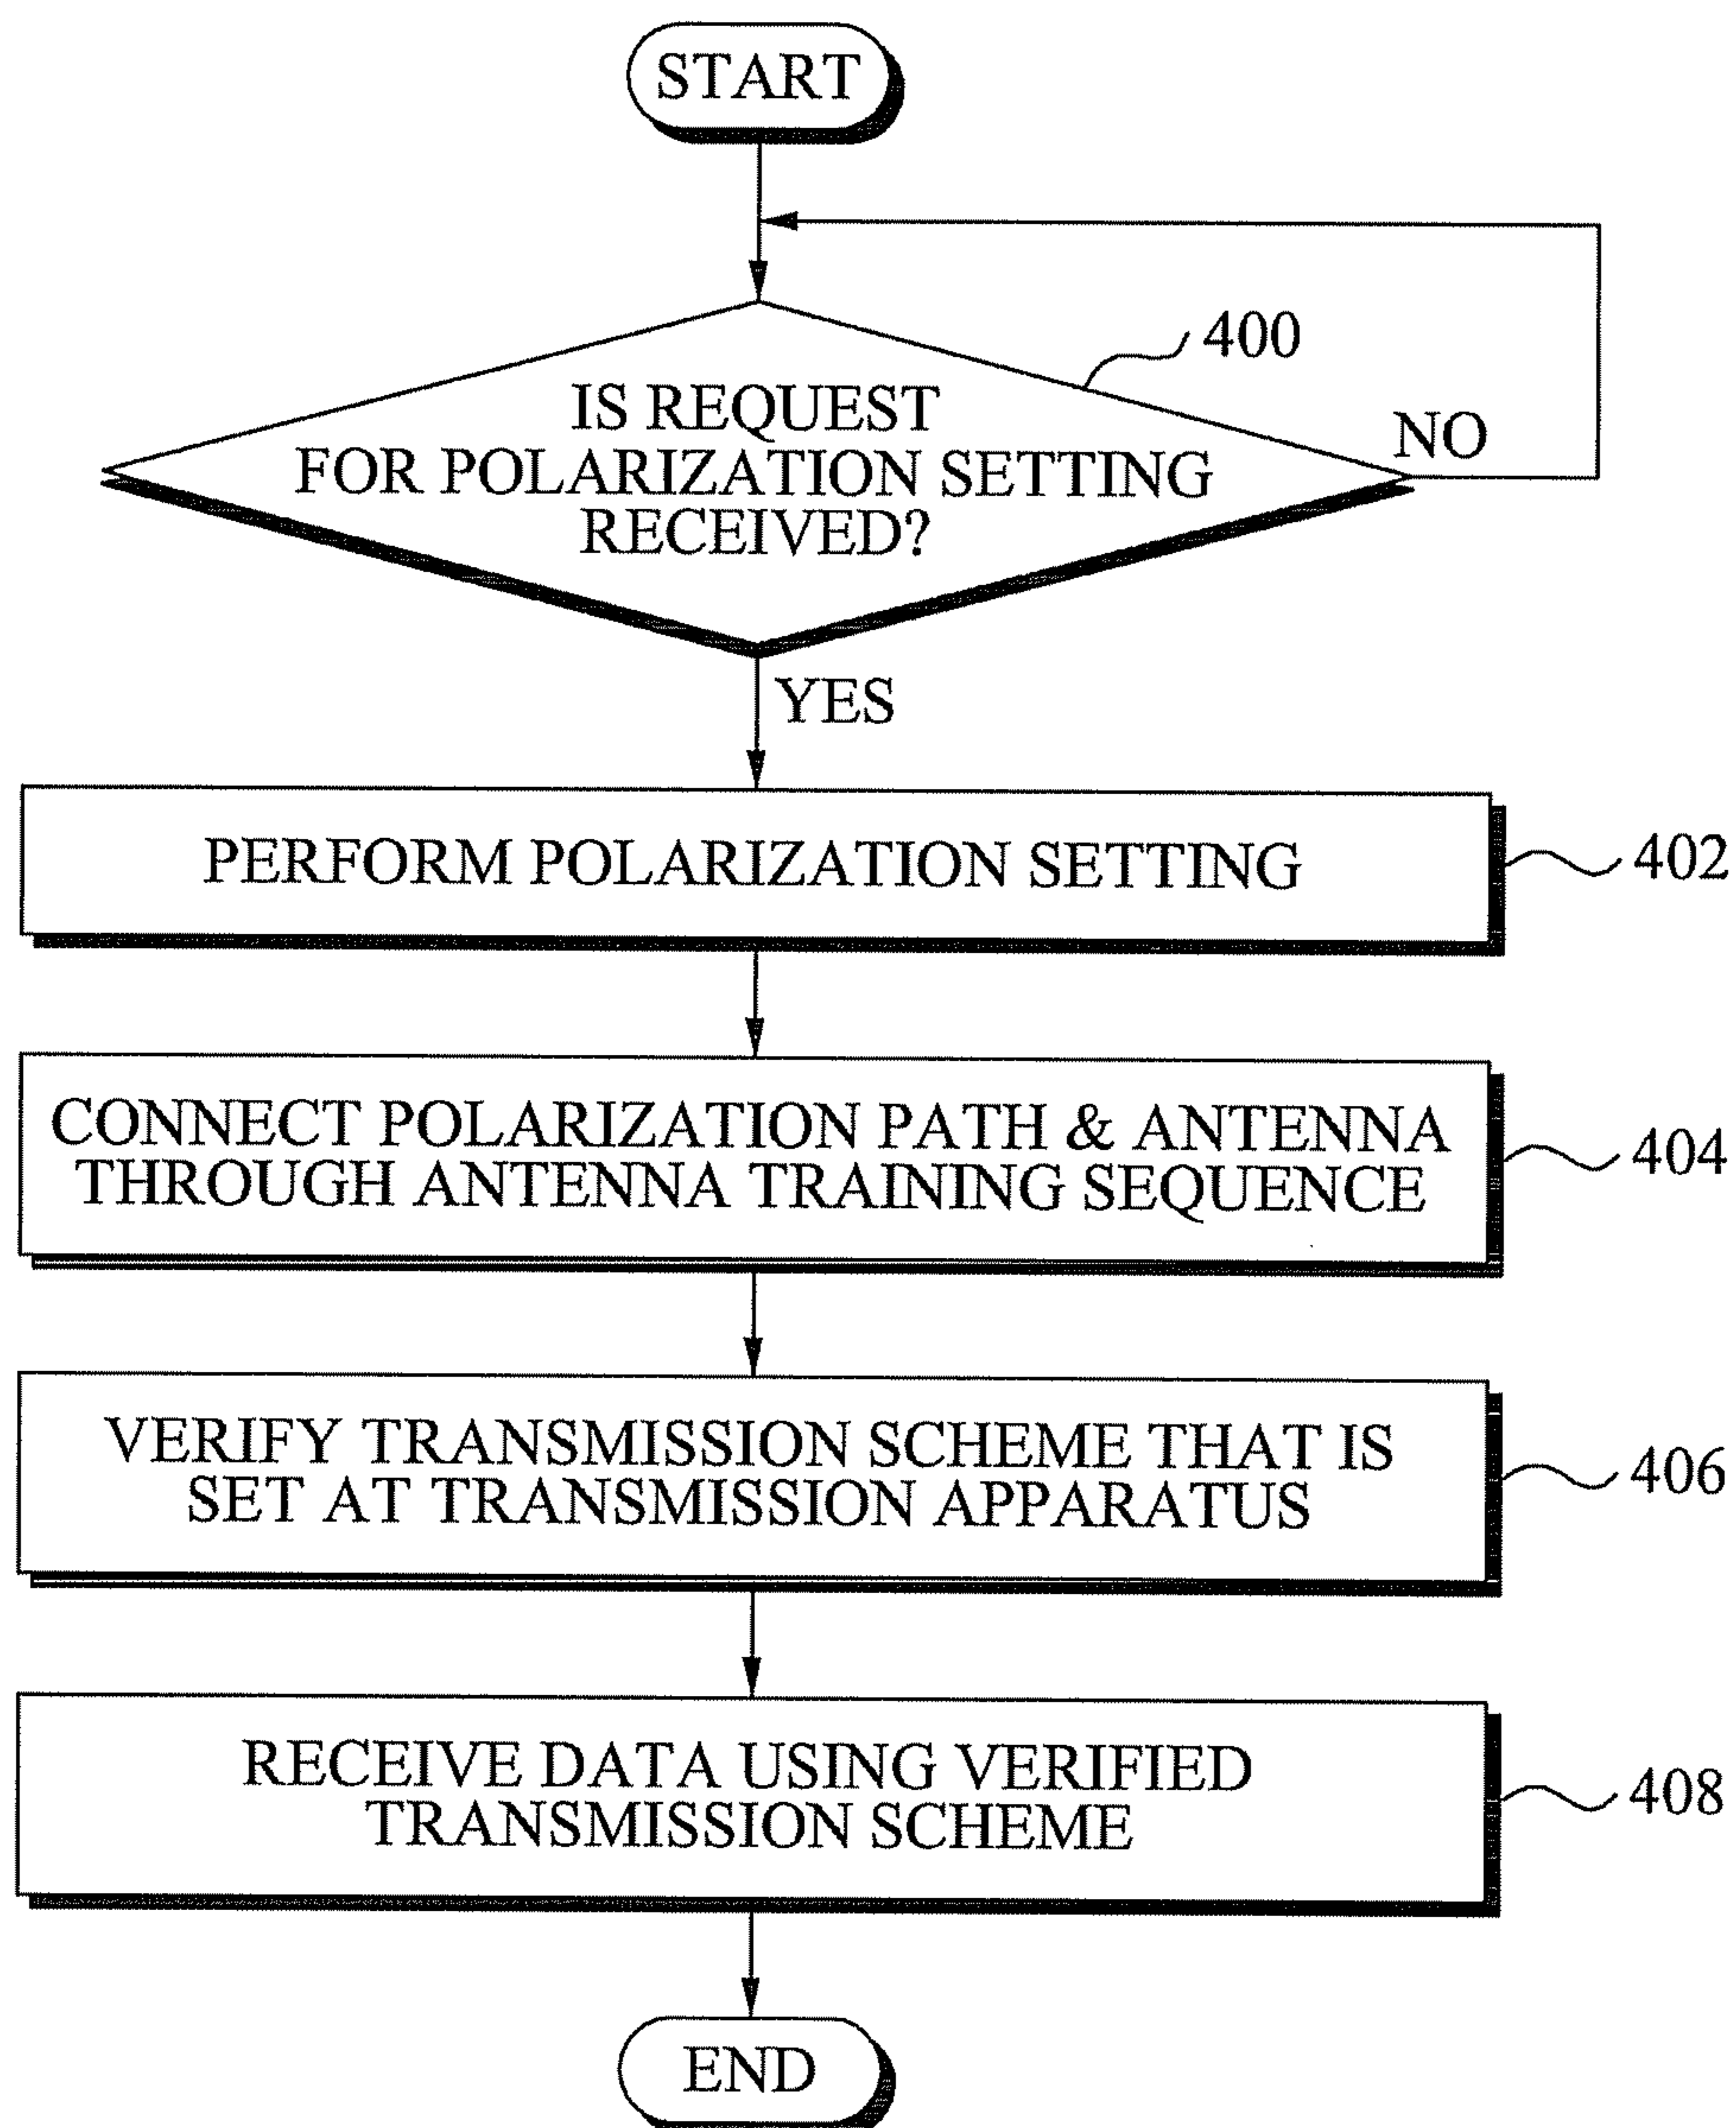 START
400
IS REQUEST
FOR POLARIZATION SETTING
RECEIVED?
NO
YES
PERFORM POLARIZATION SETTING
402
CONNECT POLARIZATION PATH & ANTENNA
THROUGH ANTENNA TRAINING SEQUENCE
404
VERIFY TRANSMISSION SCHEME THAT IS
SET AT TRANSMISSION APPARATUS
406
RECEIVE DATA USING VERIFIED
TRANSMISSION SCHEME
408
END